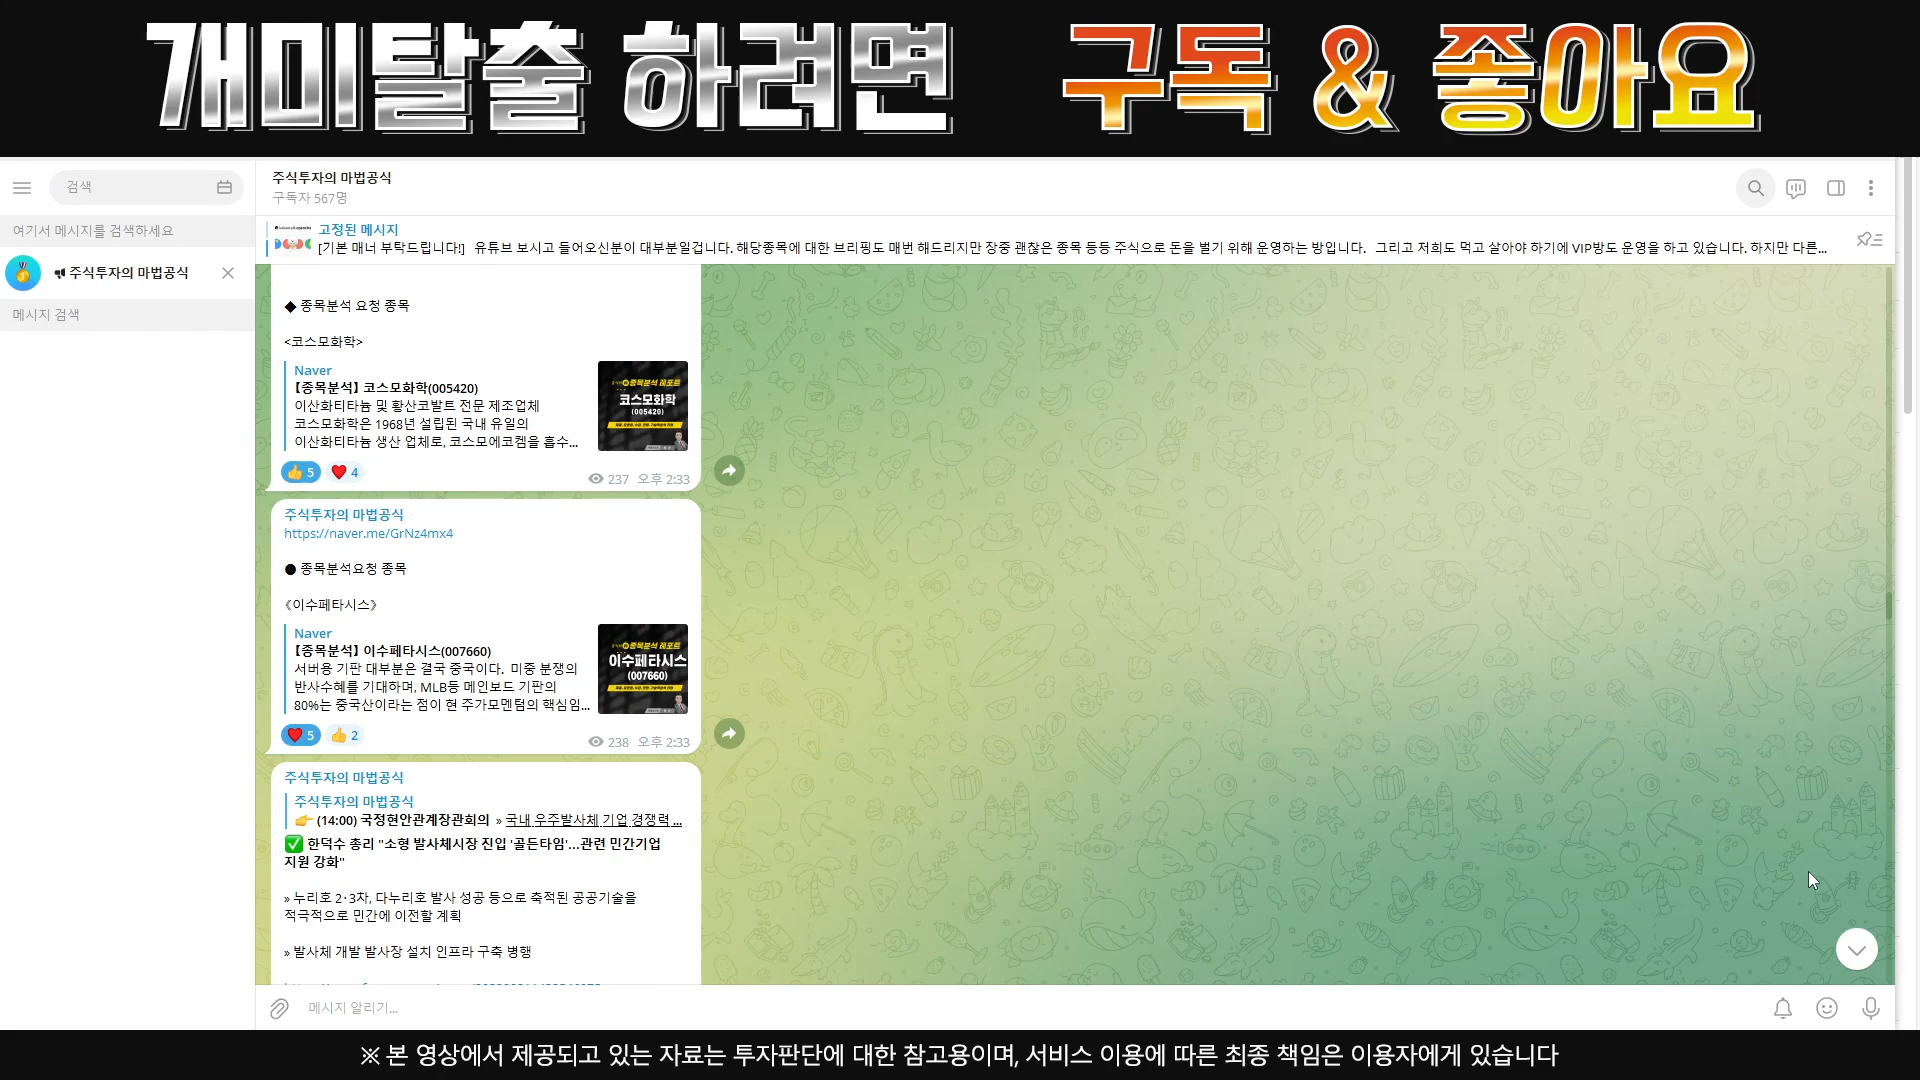 개미탈출 하려면 구독 & 좋아요
검색
여기서 메시지를 검색하세요
주식투자의 마법공식
메시지 검색
주식투자의 마법공식
구독자 567명
고정된 메시지
[기본 매너 부탁드립니다!] 유튜브 보시고 들어오신분이 대부분일겁니다. 해당종목에 대한 브리핑도 매번 해드리지만 장중 괜찮은 종목 등등 주식으로 돈을 벌기 위해 운영하는 방입니다. 그리고 저희도 먹고 살아야 하기에 VIP방도 운영을 하고 있습니다. 하지만 다른...
◆ 종목분석 요청 종목
<코스모화학>
Naver
【종목분석】 코스모화학(005420)
이산화티타늄 및 황산코발트 전문 제조업체
코스모화학은 1968년 설립된 국내 유일의
이산화티타늄 생산 업체로, 코스모에코켐을 흡수...
종목분석 레포트
코스모화학
(005420)
👍 5 ❤️ 4
237 오후 2:33
주식투자의 마법공식
https://naver.me/GrNz4mx4
● 종목분석요청 종목
《이수페타시스》
Naver
【종목분석】 이수페타시스(007660)
서버용 기판 대부분은 결국 중국이다. 미중 분쟁의
반사수혜를 기대하며, MLB등 메인보드 기판의
80%는 중국산이라는 점이 현 주가모멘텀의 핵심임...
종목분석 레포트
이수페타시스
(007660)
❤️ 5 👍 2
238 오후 2:33
주식투자의 마법공식
주식투자의 마법공식
👉 (14:00) 국정현안관계장관회의 » 국내 우주발사체 기업 경쟁력 ...
✅ 한덕수 총리 "소형 발사체시장 진입 '골든타임'...관련 민간기업
지원 강화"
» 누리호 2·3차, 다누리호 발사 성공 등으로 축적된 공공기술을
적극적으로 민간에 이전할 계획
» 발사체 개발 발사장 설치 인프라 구축 병행
메시지 알리기...
※ 본 영상에서 제공되고 있는 자료는 투자판단에 대한 참고용이며, 서비스 이용에 따른 최종 책임은 이용자에게 있습니다